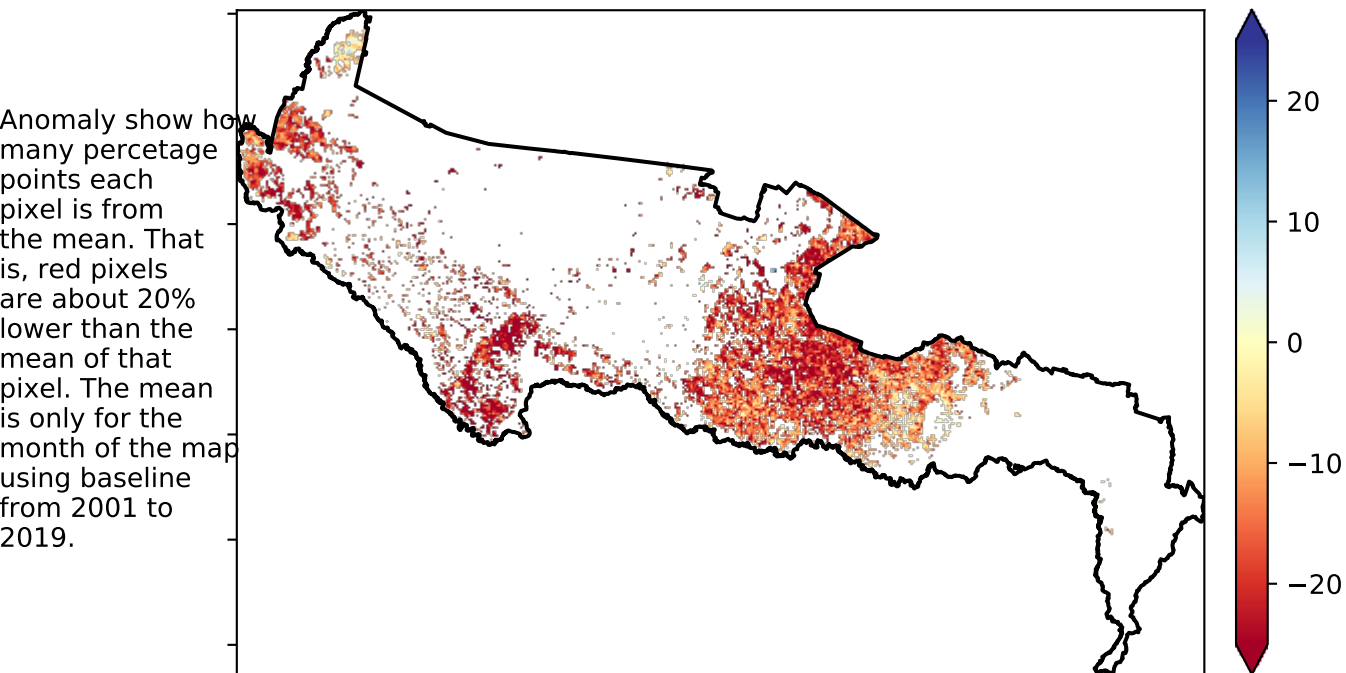 Anomaly show how
many percetage
points each
pixel is from
the mean. That
is, red pixels
are about 20%
lower than the
mean of that
pixel. The mean
is only for the
month of the map
using baseline
from 2001 to
2019.
20
10
0
−10
−20